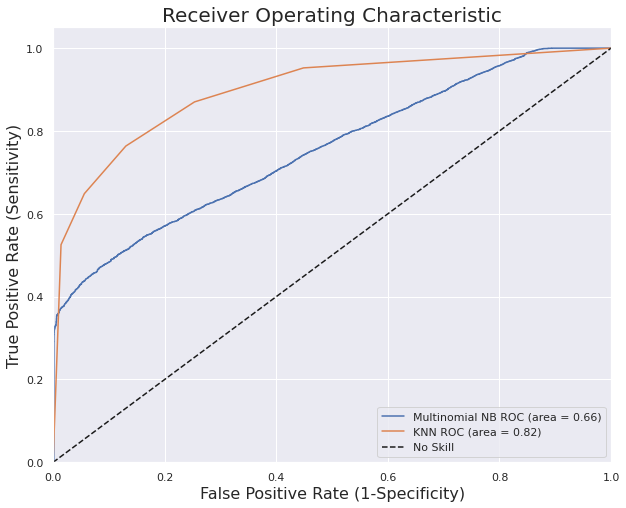 Receiver Operating Characteristic
True Positive Rate (Sensitivity)
1.0
0.8
0.6
0.4
0.2
0.0
0.0 0.2 0.4 0.6 0.8 1.0
False Positive Rate (1-Specificity)
Multinomial NB ROC (area = 0.66)
KNN ROC (area = 0.82)
No Skill